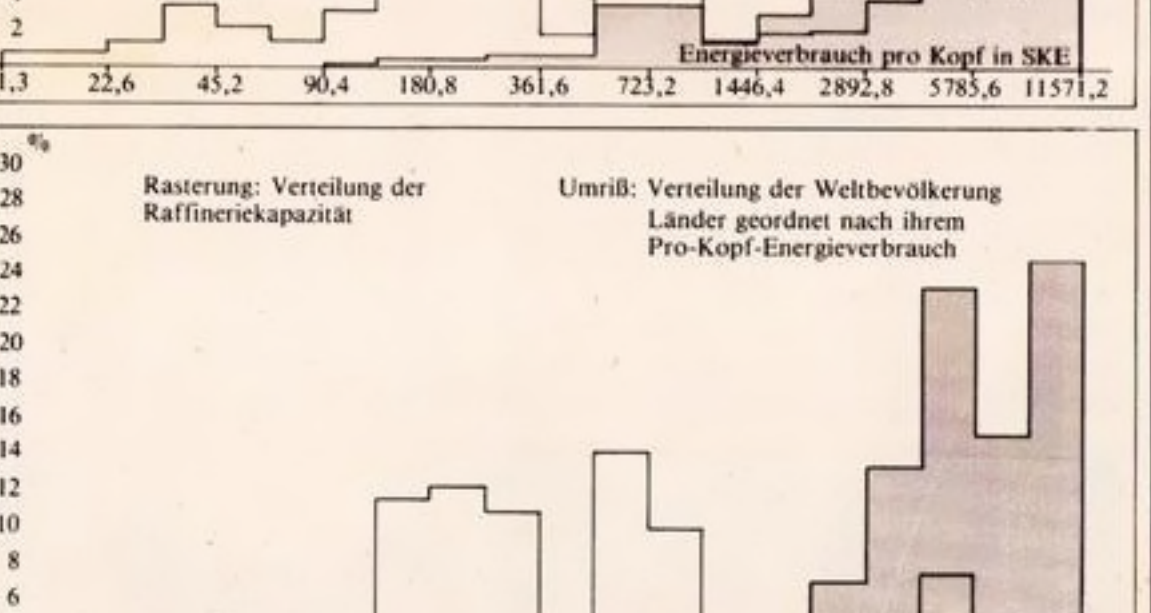 2
Energieverbrauch pro Kopf in SKE
1,3 22,6 45,2 90,4 180,8 361,6 723,2 1446,4 2892,8 5785,6 11571,2
%
30
Rasterung: Verteilung der
Raffineriekapazität
Umriß: Verteilung der Weltbevölkerung
Länder geordnet nach ihrem
Pro-Kopf-Energieverbrauch
28
26
24
22
20
18
16
14
12
10
8
6